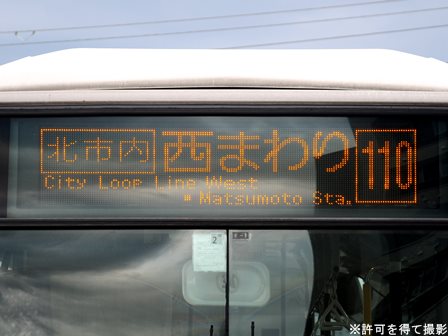 北市内 西まわり 110
City Loop Line West
Matsumoto Sta.
2
※許可を得て撮影